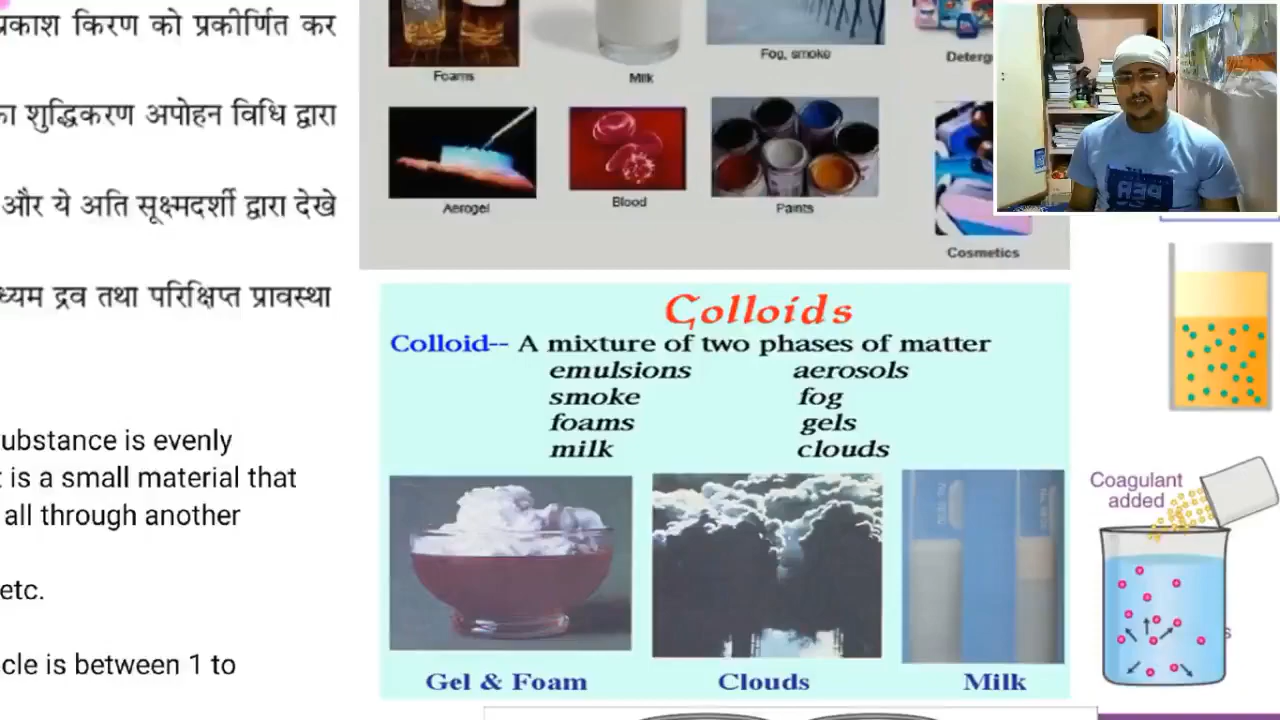 प्रकाश किरण को प्रकीर्णित कर
शुद्धिकरण अपोहन विधि द्वारा
और ये अति सूक्ष्मदर्शी द्वारा देखे
द्रव तथा परिक्षिप्त प्रावस्था
substance is evenly
is a small material that
all through another
etc.
is between 1 to
Foams
Milk
Fog, smoke
Aerogel
Blood
Paints
Cosmetics
Colloids
Colloid-- A mixture of two phases of matter
emulsions aerosols
smoke fog
foams gels
milk clouds
Gel & Foam Clouds Milk
Coagulant
added